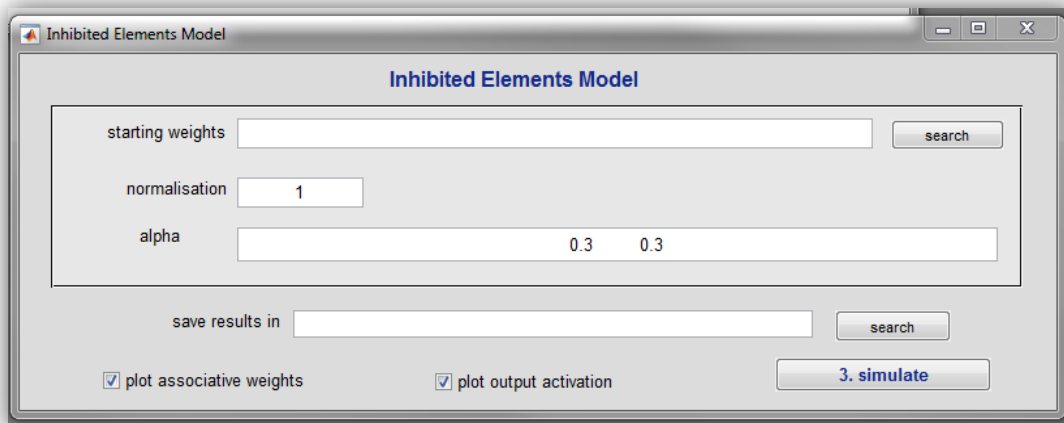 Inhibited Elements Model
Inhibited Elements Model
starting weights search
normalisation 1
alpha 0.3 0.3
save results in search
plot associative weights plot output activation 3. simulate